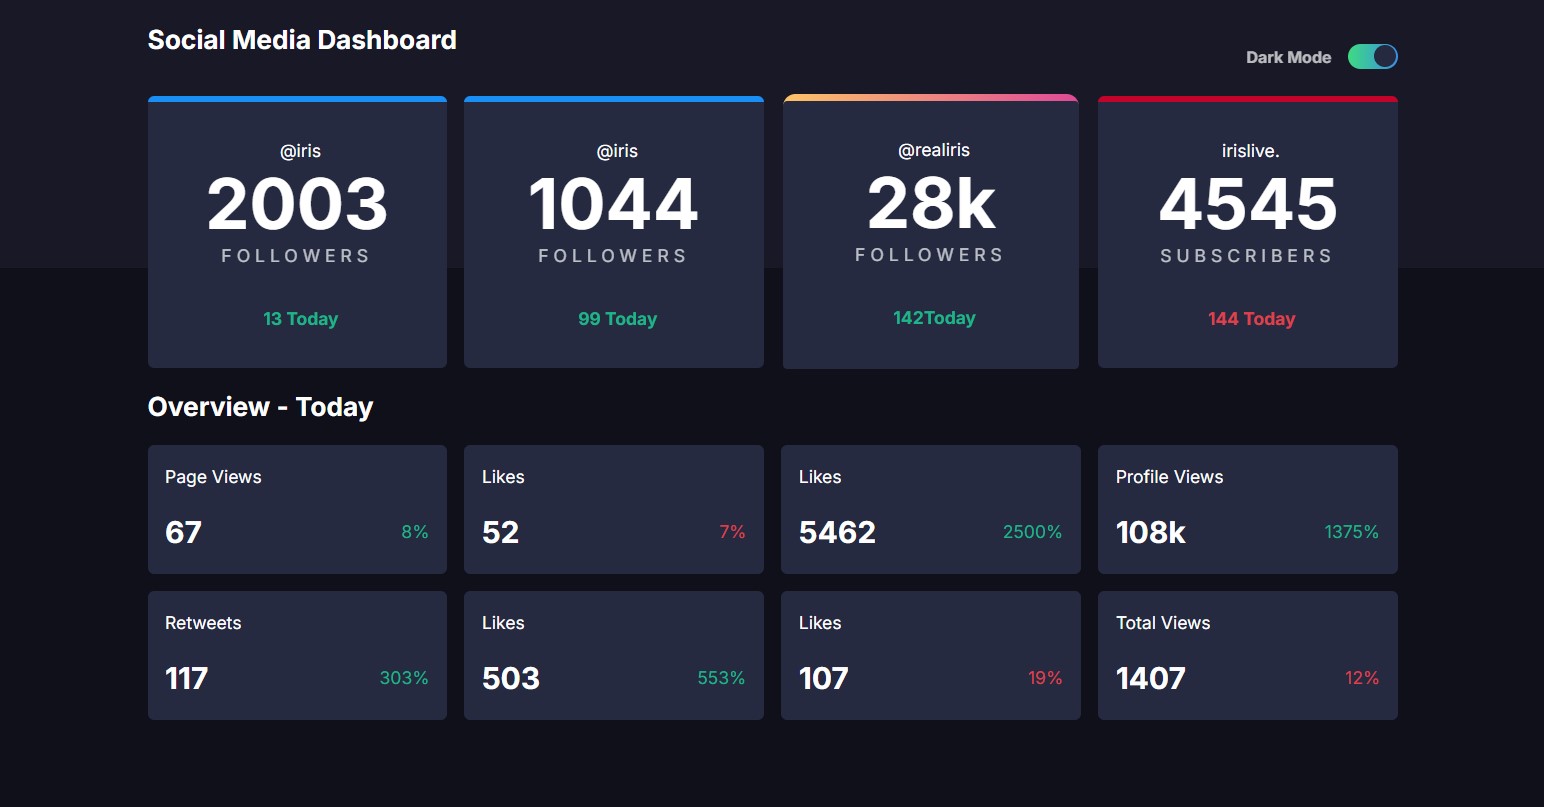 Social Media Dashboard
Dark Mode
@iris
2003
FOLLOWERS
13 Today
@iris
1044
FOLLOWERS
99 Today
@realiris
28k
FOLLOWERS
142Today
irislive.
4545
SUBSCRIBERS
144 Today
Overview - Today
Page Views
67 8%
Likes
52 7%
Likes
5462 2500%
Profile Views
108k 1375%
Retweets
117 303%
Likes
503 553%
Likes
107 19%
Total Views
1407 12%